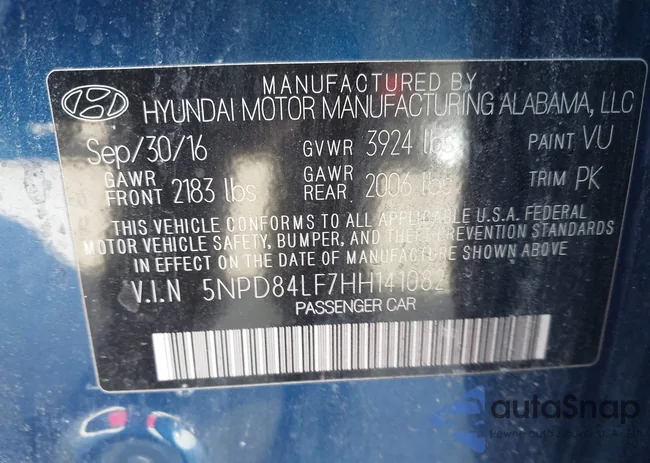 MANUFACTURED BY
HYUNDAI MOTOR MANUFACTURING ALABAMA, LLC
Sep/30/16 GVWR 3924 lbs PAINT VU
GAWR FRONT 2183 lbs GAWR REAR 2006 lbs TRIM PK
THIS VEHICLE CONFORMS TO ALL APPLICABLE U.S.A. FEDERAL
MOTOR VEHICLE SAFETY, BUMPER, AND THEFT PREVENTION STANDARDS
IN EFFECT ON THE DATE OF MANUFACTURE SHOWN ABOVE
V.I.N 5NPD84LF7HH141082
PASSENGER CAR
autaSnap